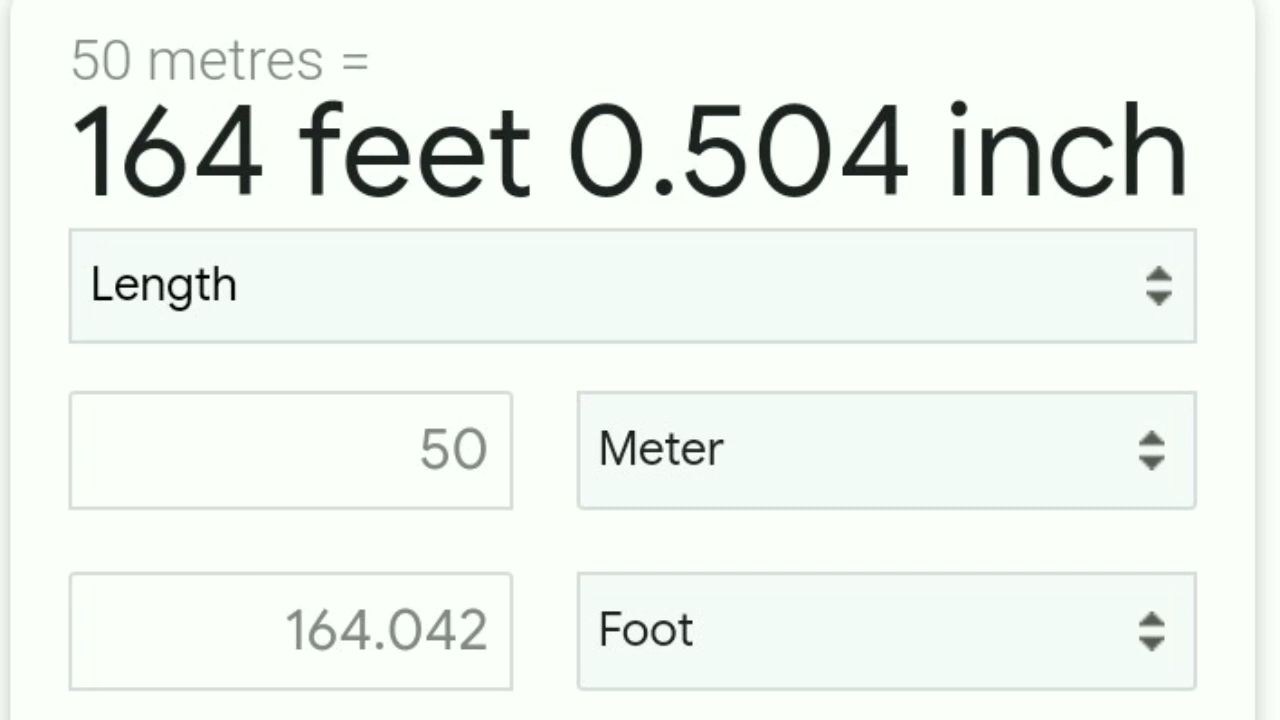 50 metres =
164 feet 0.504 inch
Length
50 Meter
164.042 Foot